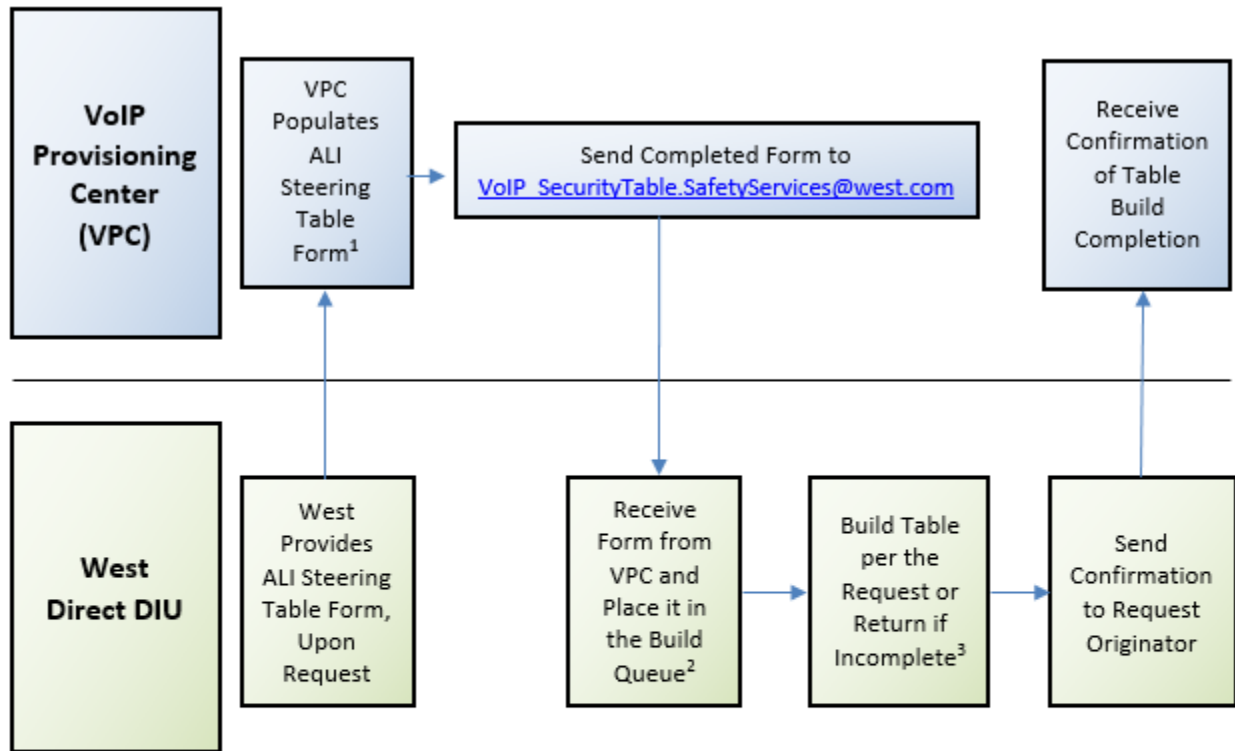 VoIP
Provisioning
Center
(VPC)
VPC
Populates
ALI
Steering
Table
Form¹
Send Completed Form to
VoIP_SecurityTable.SafetyServices@west.com
Receive
Confirmation
of Table
Build
Completion
West
Direct DIU
West
Provides
ALI Steering
Table Form,
Upon
Request
Receive
Form from
VPC and
Place it in
the Build
Queue²
Build Table
per the
Request or
Return if
Incomplete³
Send
Confirmation
to Request
Originator